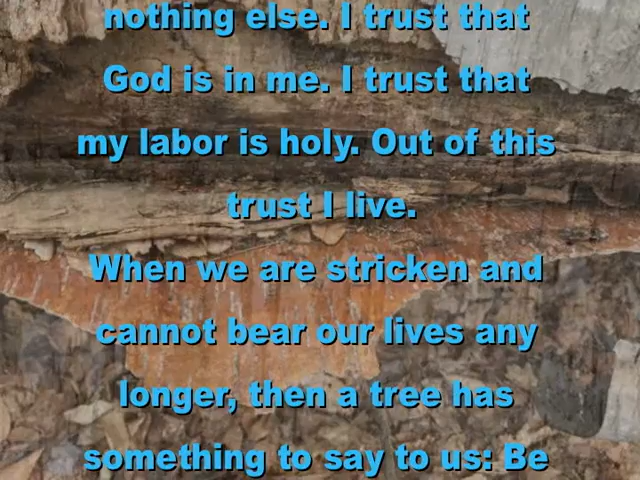 nothing else. I trust that
God is in me. I trust that
my labor is holy. Out of this
trust I live.
When we are stricken and
cannot bear our lives any
longer, then a tree has
something to say to us: Be